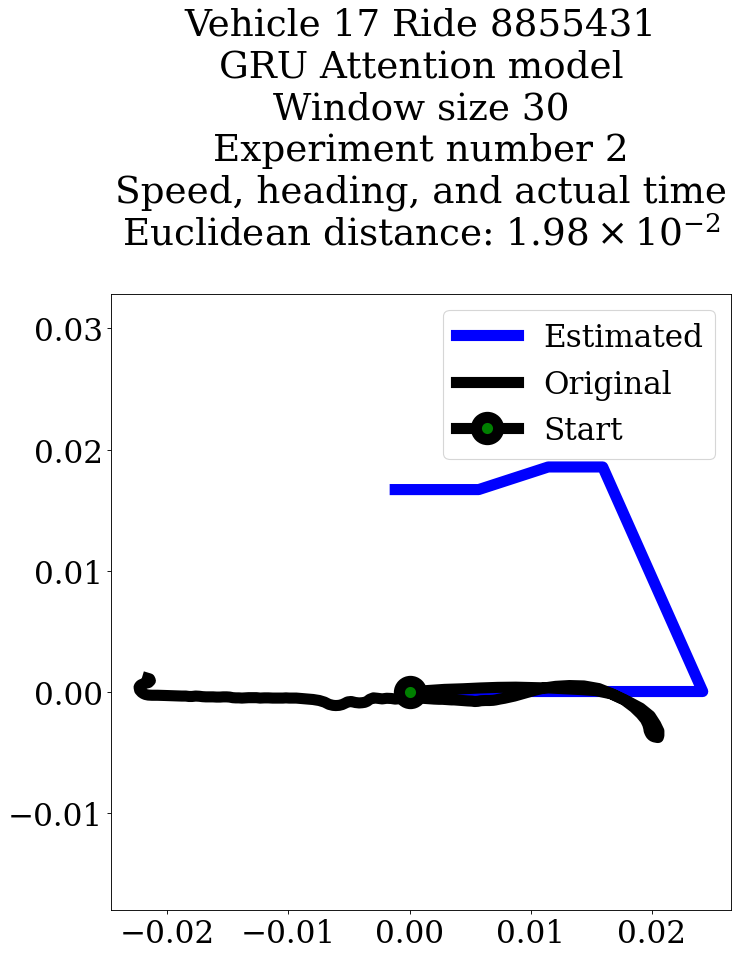 Vehicle 17 Ride 8855431
GRU Attention model
Window size 30
Experiment number 2
Speed, heading, and actual time
Euclidean distance: 1.98 × 10⁻²
Estimated
Original
Start
0.03
0.02
0.01
0.00
−0.01
−0.02
−0.01
0.00
0.01
0.02